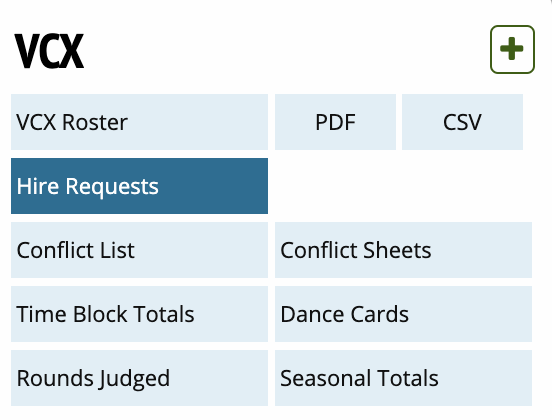 VCX
VCX Roster PDF CSV
Hire Requests
Conflict List Conflict Sheets
Time Block Totals Dance Cards
Rounds Judged Seasonal Totals